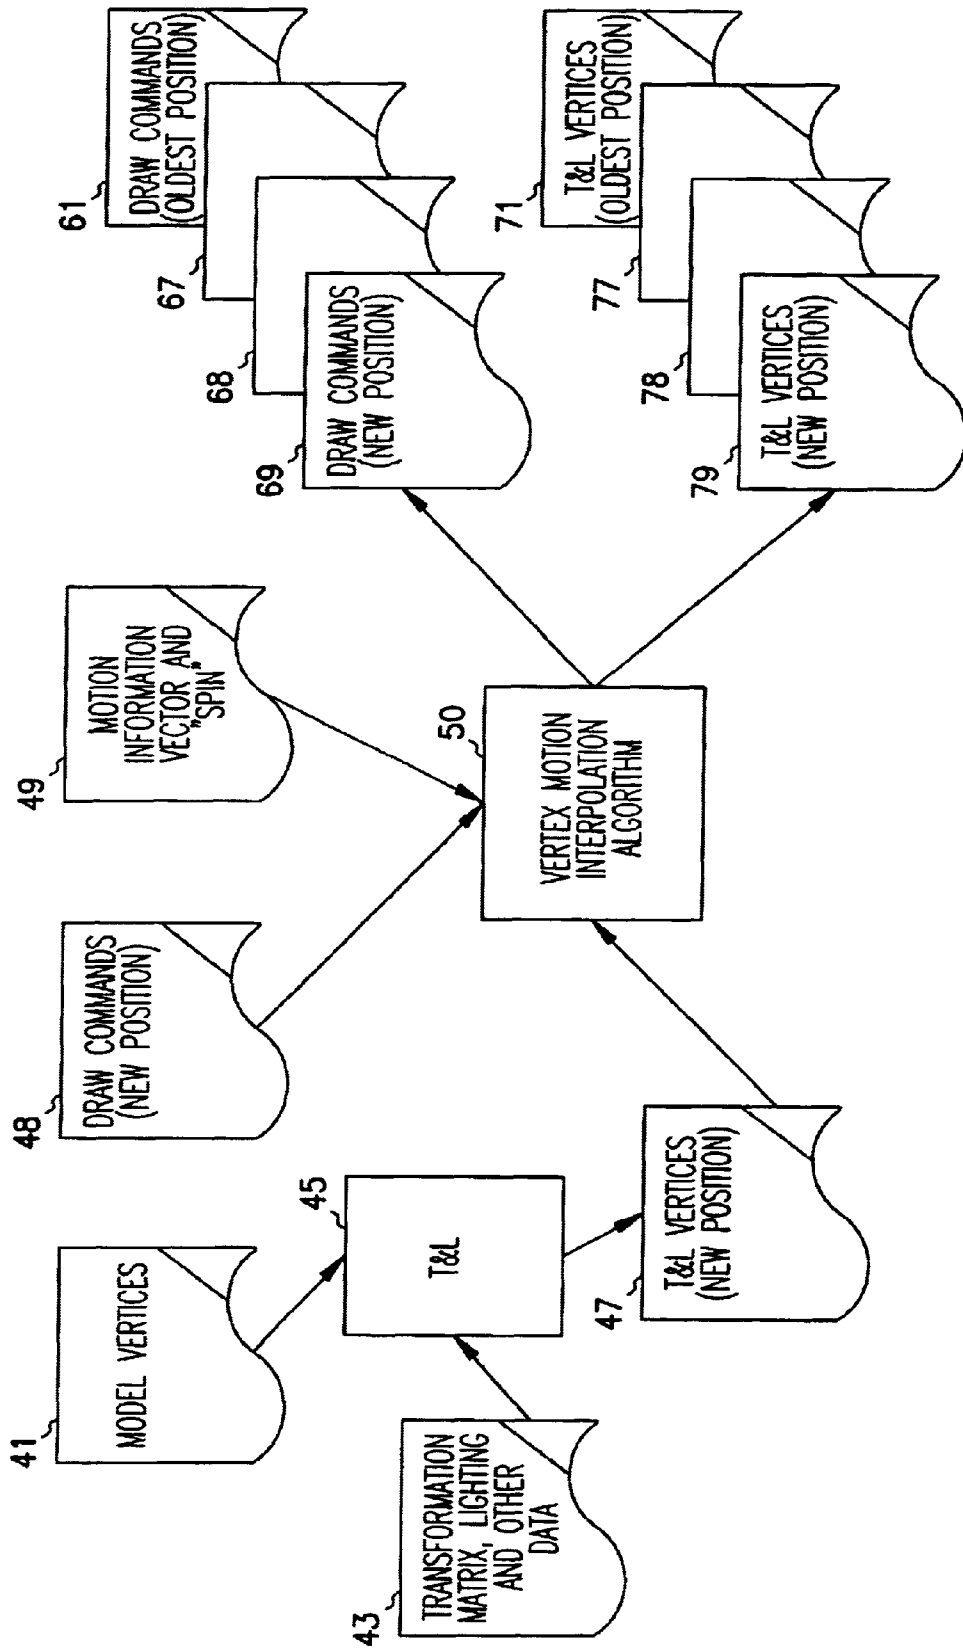 41
MODEL VERTICES
43
TRANSFORMATION
MATRIX, LIGHTING
AND OTHER
DATA
45
T&L
47
T&L VERTICES
(NEW POSITION)
48
DRAW COMMANDS
(NEW POSITION)
49
MOTION
INFORMATION
VECTOR AND
"SPIN"
50
VERTEX MOTION
INTERPOLATION
ALGORITHM
61
DRAW COMMANDS
(OLDEST POSITION)
67
68
69
DRAW COMMANDS
(NEW POSITION)
71
T&L VERTICES
(OLDEST POSITION)
77
78
79
T&L VERTICES
(NEW POSITION)